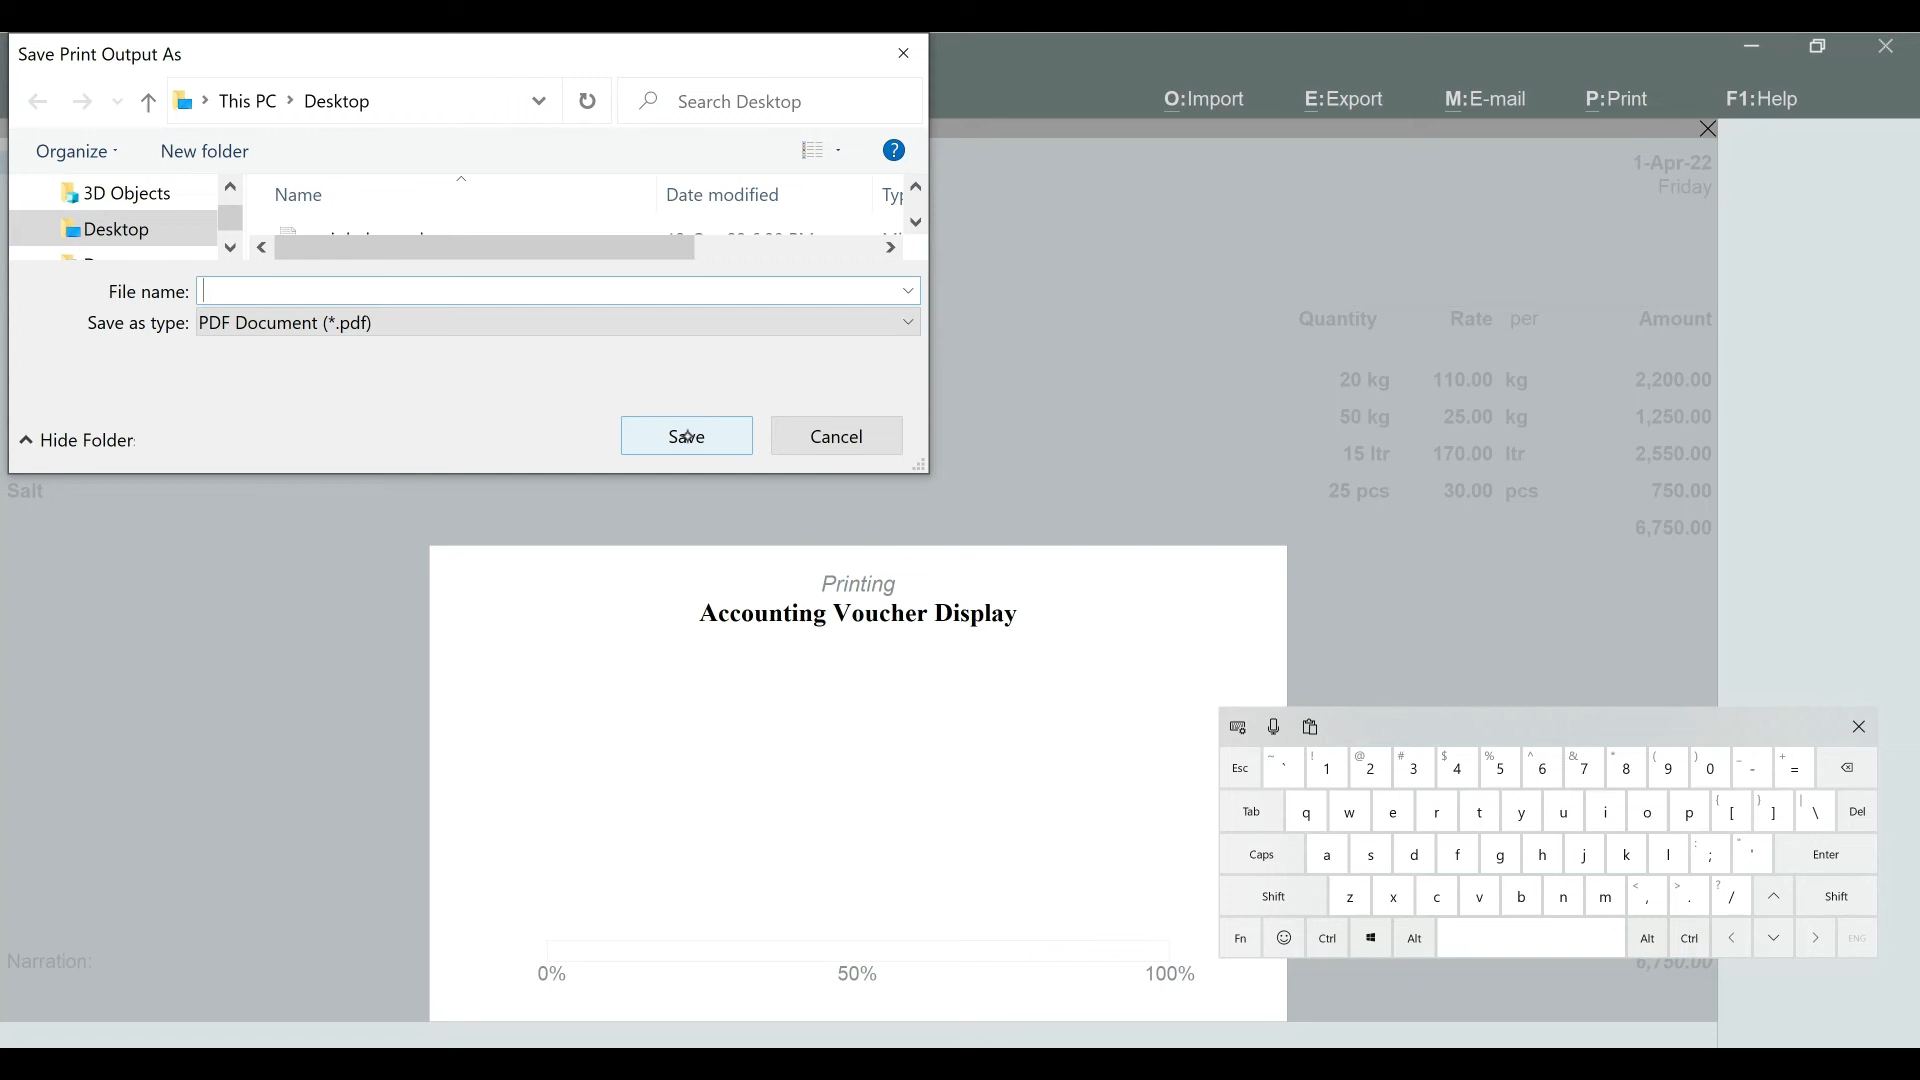 Save Print Output As
This PC > Desktop
Search Desktop
O:Import E:Export M:E-mail P:Print F1:Help
Organize New folder
3D Objects
Desktop
Name Date modified
1-Apr-22
Friday
File name:
Save as type: PDF Document (*.pdf)
Hide Folder
Save Cancel
Quantity Rate per Amount
20 kg 110.00 kg 2,200.00
50 kg 25.00 kg 1,250.00
15 ltr 170.00 ltr 2,550.00
Salt 25 pcs 30.00 pcs 750.00
6,750.00
Printing
Accounting Voucher Display
0% 50% 100%
Narration:
6,750.00
Esc ~ ` ! 1 @ 2 # 3 $ 4 % 5 ^ 6 & 7 * 8 ( 9 ) 0 _ - + =
Tab q w e r t y u i o p { [ } ] | \ Del
Caps a s d f g h j k l : ; " ' Enter
Shift z x c v b n m < , > . ? / Shift
Fn Ctrl Alt Alt Ctrl ENG